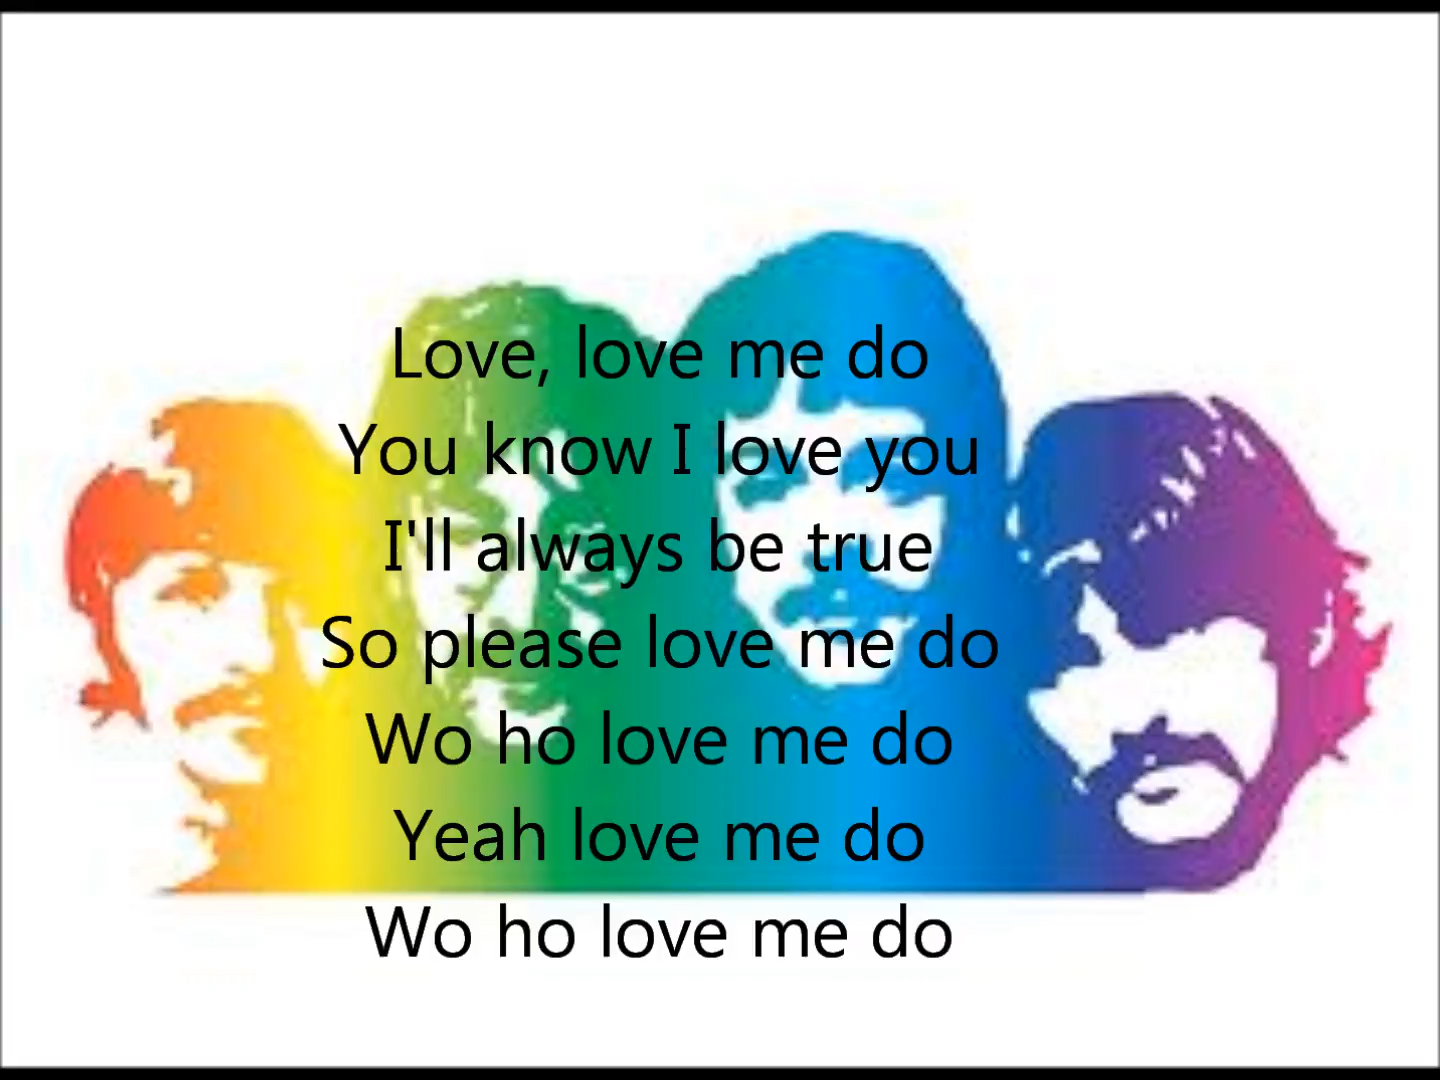 Love, love me do
You know I love you
I'll always be true
So please love me do
Wo ho love me do
Yeah love me do
Wo ho love me do